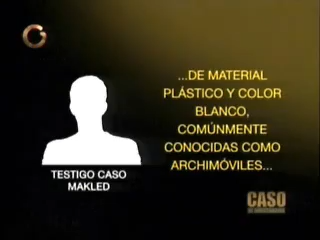 ...DE MATERIAL
PLÁSTICO Y COLOR
BLANCO,
COMÚNMENTE
CONOCIDAS COMO
ARCHIMÓVILES...
TESTIGO CASO
MAKLED
CASO